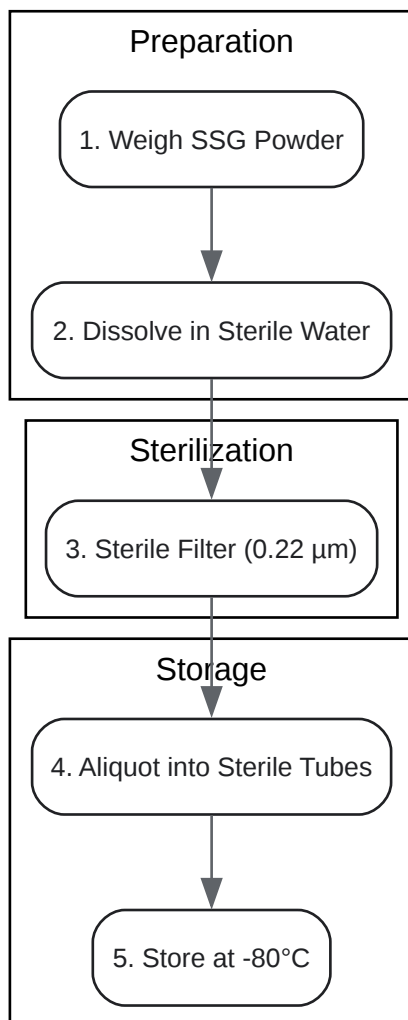 Preparation
1. Weigh SSG Powder
2. Dissolve in Sterile Water
Sterilization
3. Sterile Filter (0.22 µm)
Storage
4. Aliquot into Sterile Tubes
5. Store at -80°C